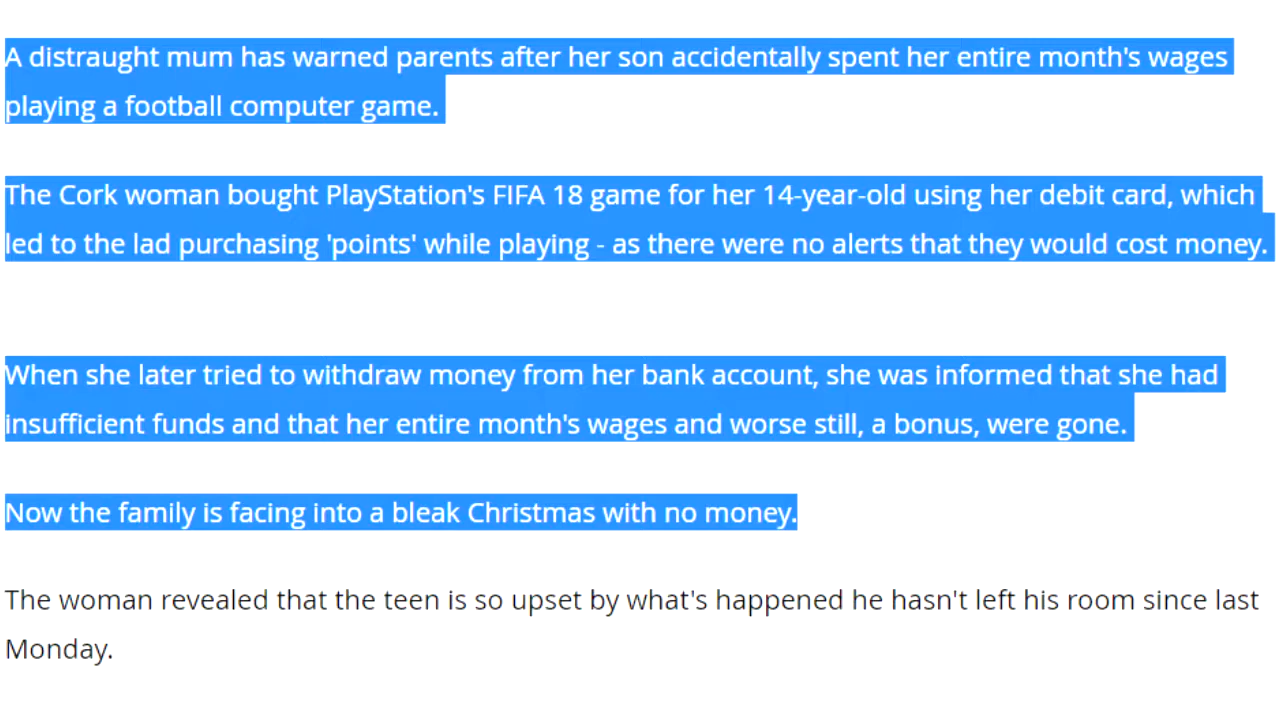 A distraught mum has warned parents after her son accidentally spent her entire month's wages
playing a football computer game.
The Cork woman bought PlayStation's FIFA 18 game for her 14-year-old using her debit card, which
led to the lad purchasing 'points' while playing - as there were no alerts that they would cost money.
When she later tried to withdraw money from her bank account, she was informed that she had
insufficient funds and that her entire month's wages and worse still, a bonus, were gone.
Now the family is facing into a bleak Christmas with no money.
The woman revealed that the teen is so upset by what's happened he hasn't left his room since last
Monday.